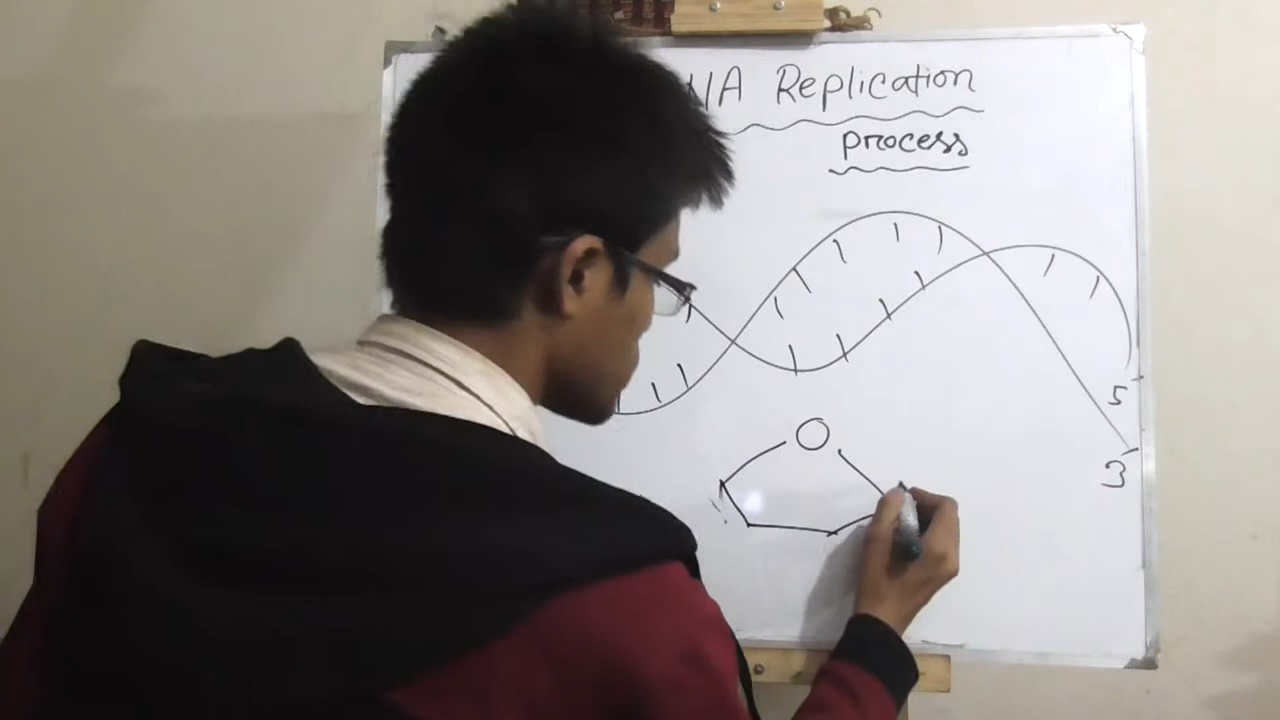 NA Replication
process
5'
3'
O